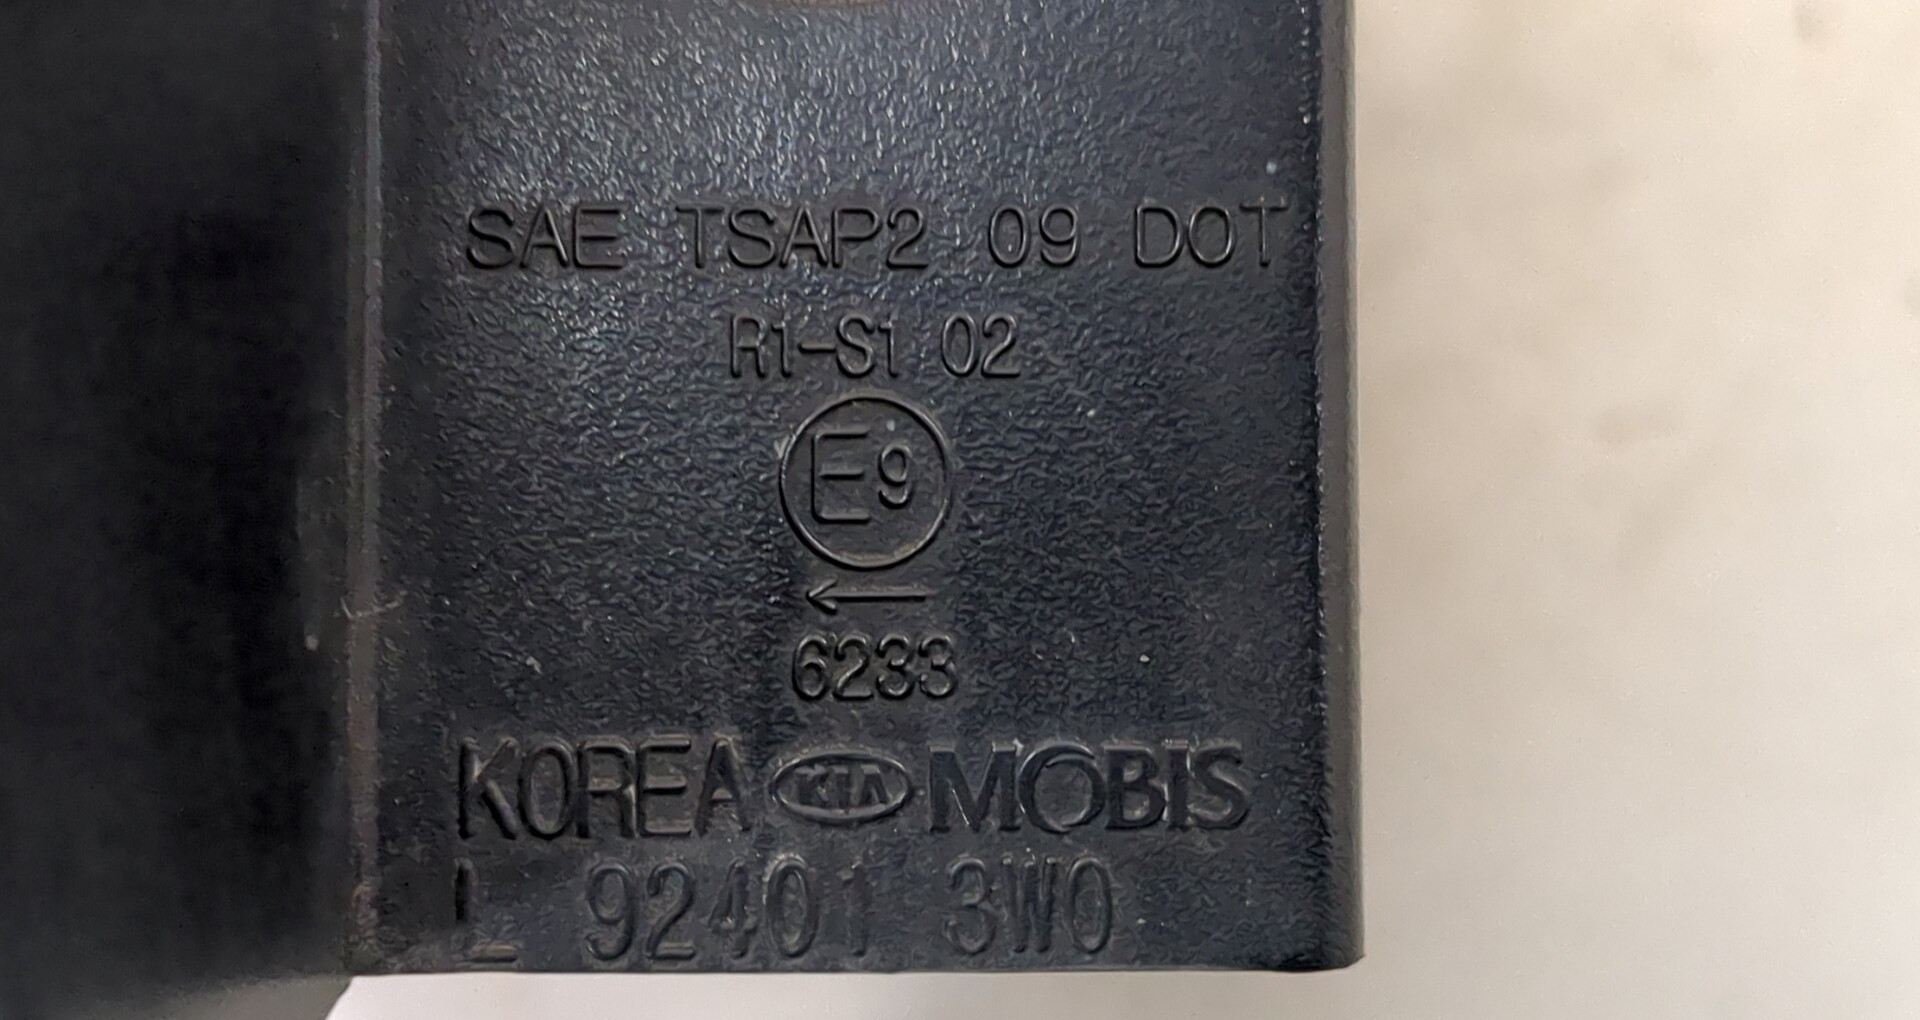 SAE TSAP2 09 DOT
R1-S1 02
E9
←
6233
KOREA KIA MOBIS
L 92401 3W0